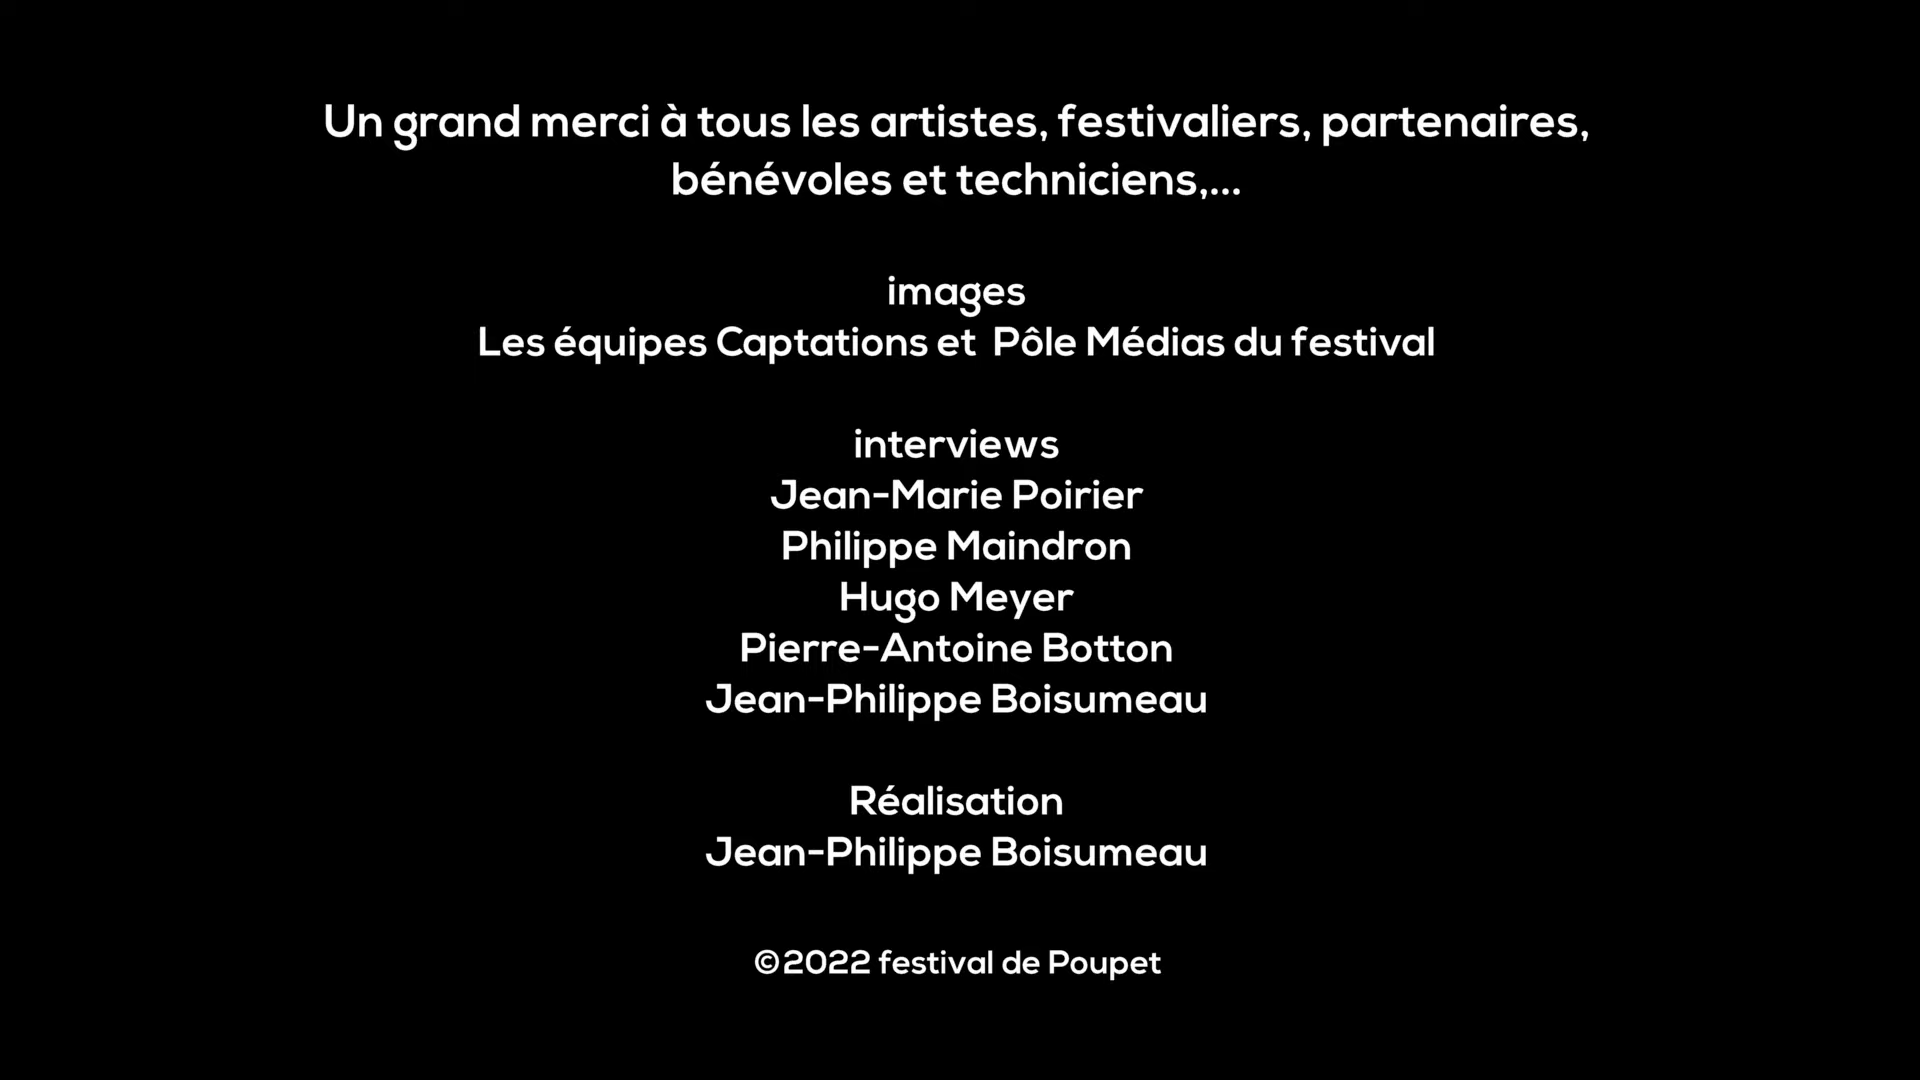 Un grand merci à tous les artistes, festivaliers, partenaires,
bénévoles et techniciens,...
images
Les équipes Captations et  Pôle Médias du festival
interviews
Jean-Marie Poirier
Philippe Maindron
Hugo Meyer
Pierre-Antoine Botton
Jean-Philippe Boisumeau
Réalisation
Jean-Philippe Boisumeau
©2022 festival de Poupet